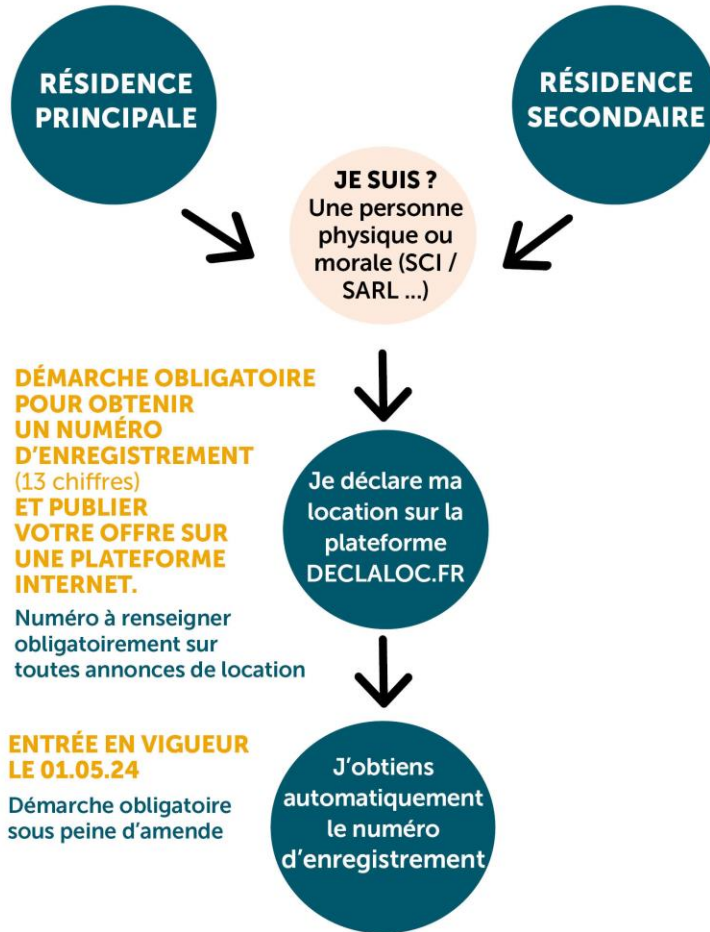 RÉSIDENCE
PRINCIPALE
RÉSIDENCE
SECONDAIRE
JE SUIS ?
Une personne
physique ou
morale (SCI /
SARL ...)
DÉMARCHE OBLIGATOIRE
POUR OBTENIR
UN NUMÉRO
D'ENREGISTREMENT
(13 chiffres)
ET PUBLIER
VOTRE OFFRE SUR
UNE PLATEFORME
INTERNET.
Numéro à renseigner
obligatoirement sur
toutes annonces de location
Je déclare ma
location sur la
plateforme
DECLALOC.FR
ENTRÉE EN VIGUEUR
LE 01.05.24
Démarche obligatoire
sous peine d'amende
J'obtiens
automatiquement
le numéro
d'enregistrement